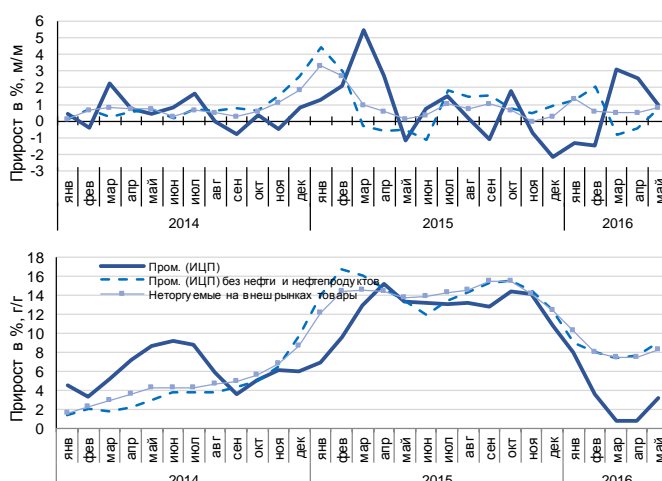 Прирост в %, м/м
6
5
4
3
2
1
0
-1
-2
-3
янв фев мар апр май июн июл авг сен окт ноя дек янв фев мар апр май июн июл авг сен окт ноя дек янв фев мар апр май
2014 2015 2016
Прирост в %, г/г
18
16
14
12
10
8
6
4
2
0
Пром. (ИЦП)
Пром. (ИЦП) без нефти и нефтепродуктов
Неторгуемые на внеш рынках товары
янв фев мар апр май июн июл авг сен окт ноя дек янв фев мар апр май июн июл авг сен окт ноя дек янв фев мар апр май
2014 2015 2016